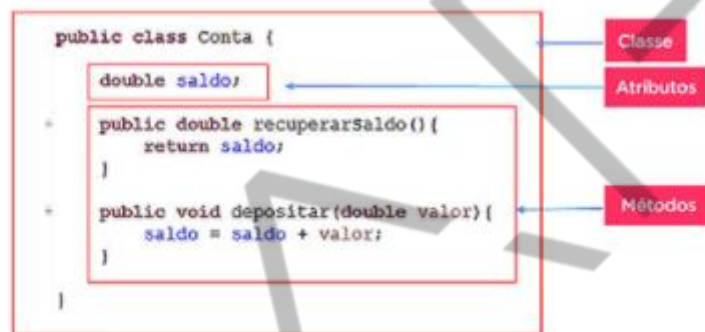 public class Conta {
Classe
double saldo;
Atributos
public double recuperarSaldo(){
return saldo;
}
public void depositar(double valor){
Métodos
saldo = saldo + valor;
}
}